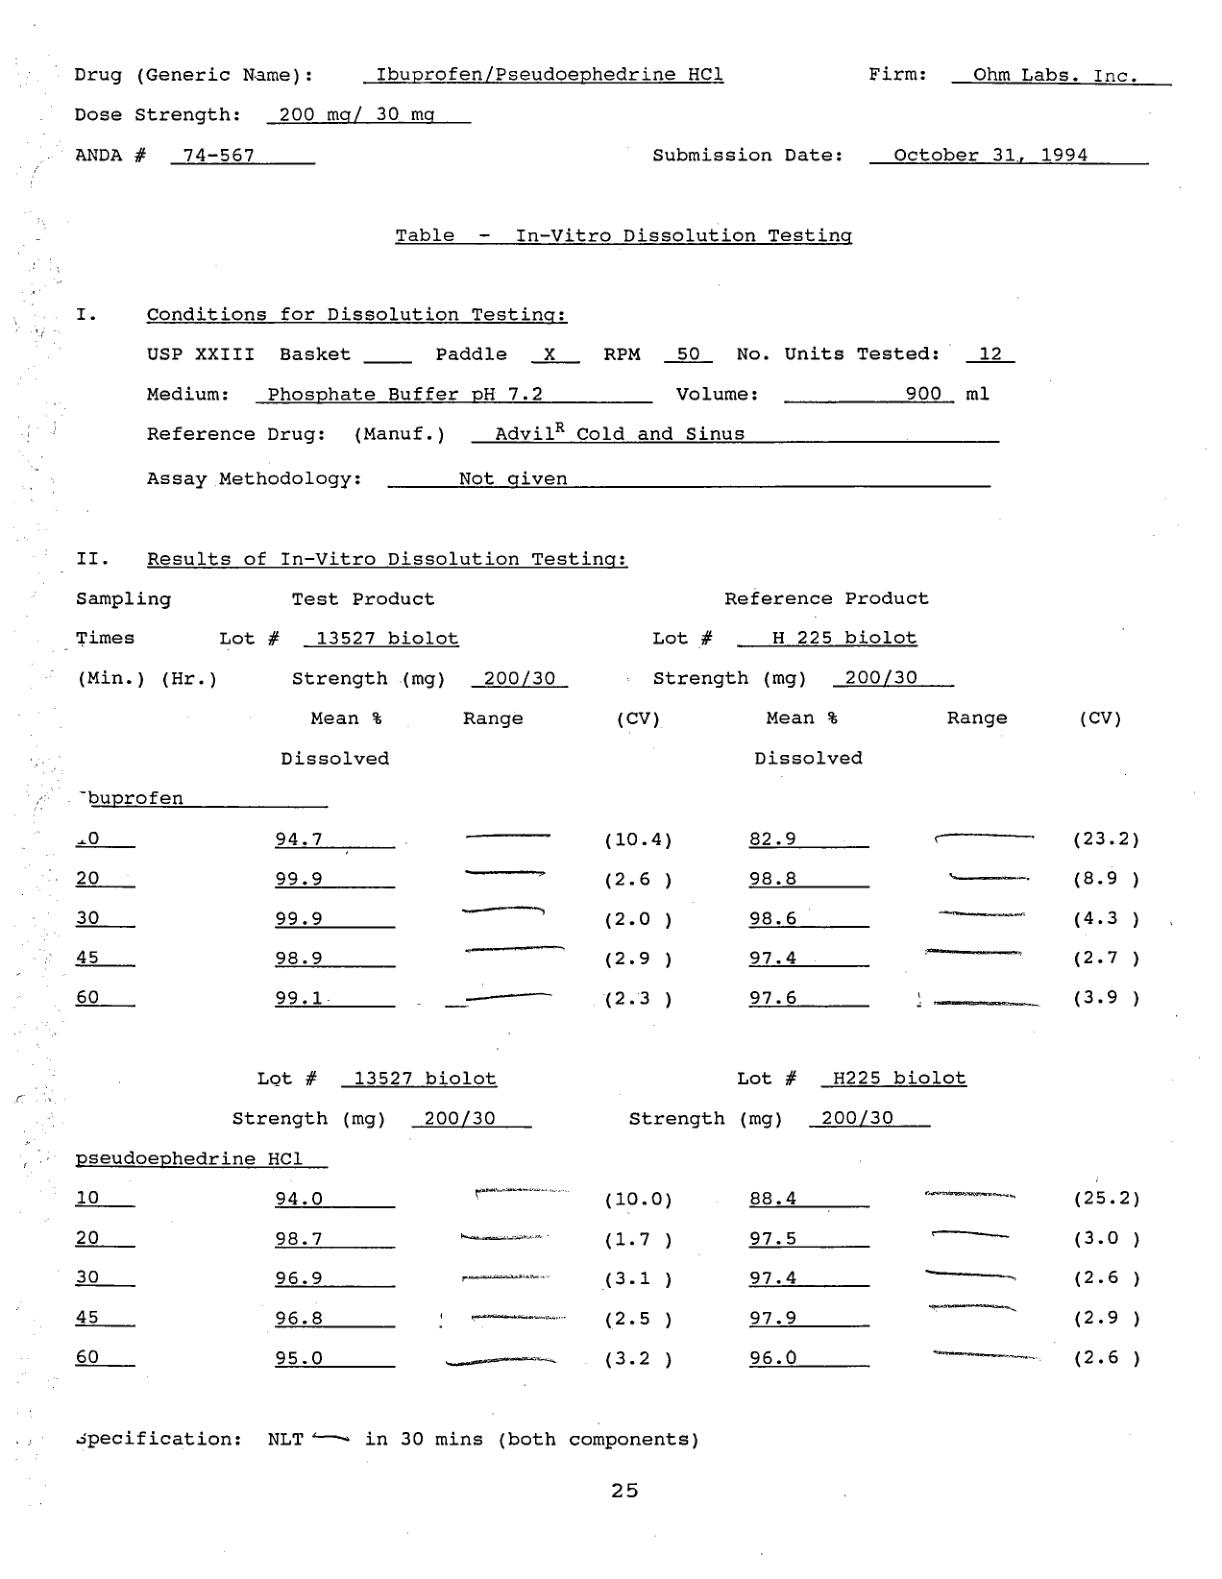 Drug (Generic Name): Ibuprofen/Pseudoephedrine HCl Firm: Ohm Labs. Inc.
Dose Strength: 200 mg/ 30 mg
ANDA # 74-567 Submission Date: October 31, 1994
Table - In-Vitro Dissolution Testing
I. Conditions for Dissolution Testing:
USP XXIII Basket ____ Paddle X RPM 50 No. Units Tested: 12
Medium: Phosphate Buffer pH 7.2 Volume: 900 ml
Reference Drug: (Manuf.) Advil^R Cold and Sinus
Assay Methodology: Not given
II. Results of In-Vitro Dissolution Testing:
Sampling Test Product Reference Product
Times Lot # 13527 biolot Lot # H 225 biolot
(Min.) (Hr.) Strength (mg) 200/30 Strength (mg) 200/30
Mean % Range (CV) Mean % Range (CV)
Dissolved Dissolved
buprofen
0 94.7 (10.4) 82.9 (23.2)
20 99.9 (2.6 ) 98.8 (8.9 )
30 99.9 (2.0 ) 98.6 (4.3 )
45 98.9 (2.9 ) 97.4 (2.7 )
60 99.1 (2.3 ) 97.6 (3.9 )
Lot # 13527 biolot Lot # H225 biolot
Strength (mg) 200/30 Strength (mg) 200/30
pseudoephedrine HCl
10 94.0 (10.0) 88.4 (25.2)
20 98.7 (1.7 ) 97.5 (3.0 )
30 96.9 (3.1 ) 97.4 (2.6 )
45 96.8 (2.5 ) 97.9 (2.9 )
60 95.0 (3.2 ) 96.0 (2.6 )
Specification: NLT in 30 mins (both components)
25